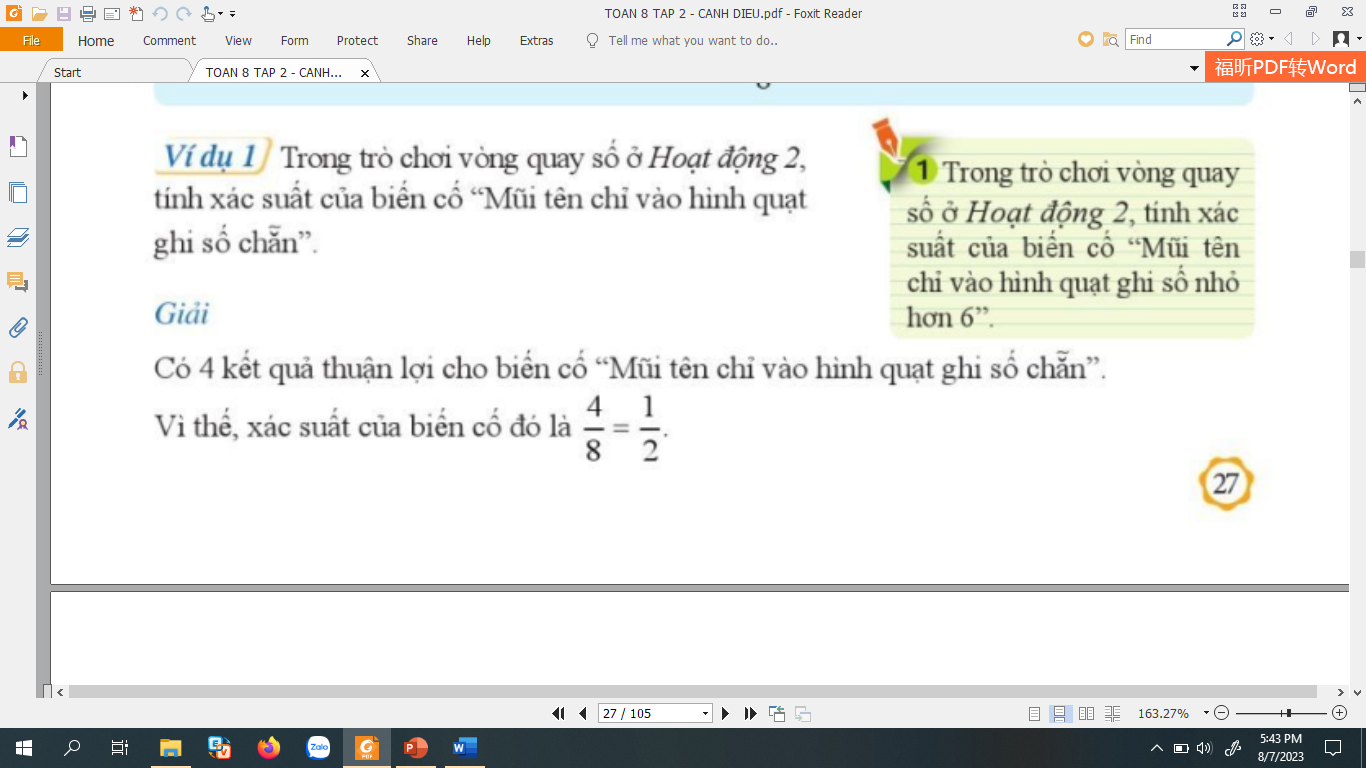 TOAN 8 TAP 2 - CANH DIEU.pdf - Foxit Reader
File Home Comment View Form Protect Share Help Extras Tell me what you want to do.. Find
Start TOAN 8 TAP 2 - CANH... 福昕PDF转Word
Ví dụ 1 Trong trò chơi vòng quay số ở Hoạt động 2,
tính xác suất của biến cố “Mũi tên chỉ vào hình quạt
ghi số chẵn”.
1 Trong trò chơi vòng quay
số ở Hoạt động 2, tính xác
suất của biến cố “Mũi tên
chỉ vào hình quạt ghi số nhỏ
hơn 6”.
Giải
Có 4 kết quả thuận lợi cho biến cố “Mũi tên chỉ vào hình quạt ghi số chẵn”.
Vì thế, xác suất của biến cố đó là 4/8 = 1/2.
27
27 / 105 163.27%
Zalo G PDF P W 5:43 PM
8/7/2023